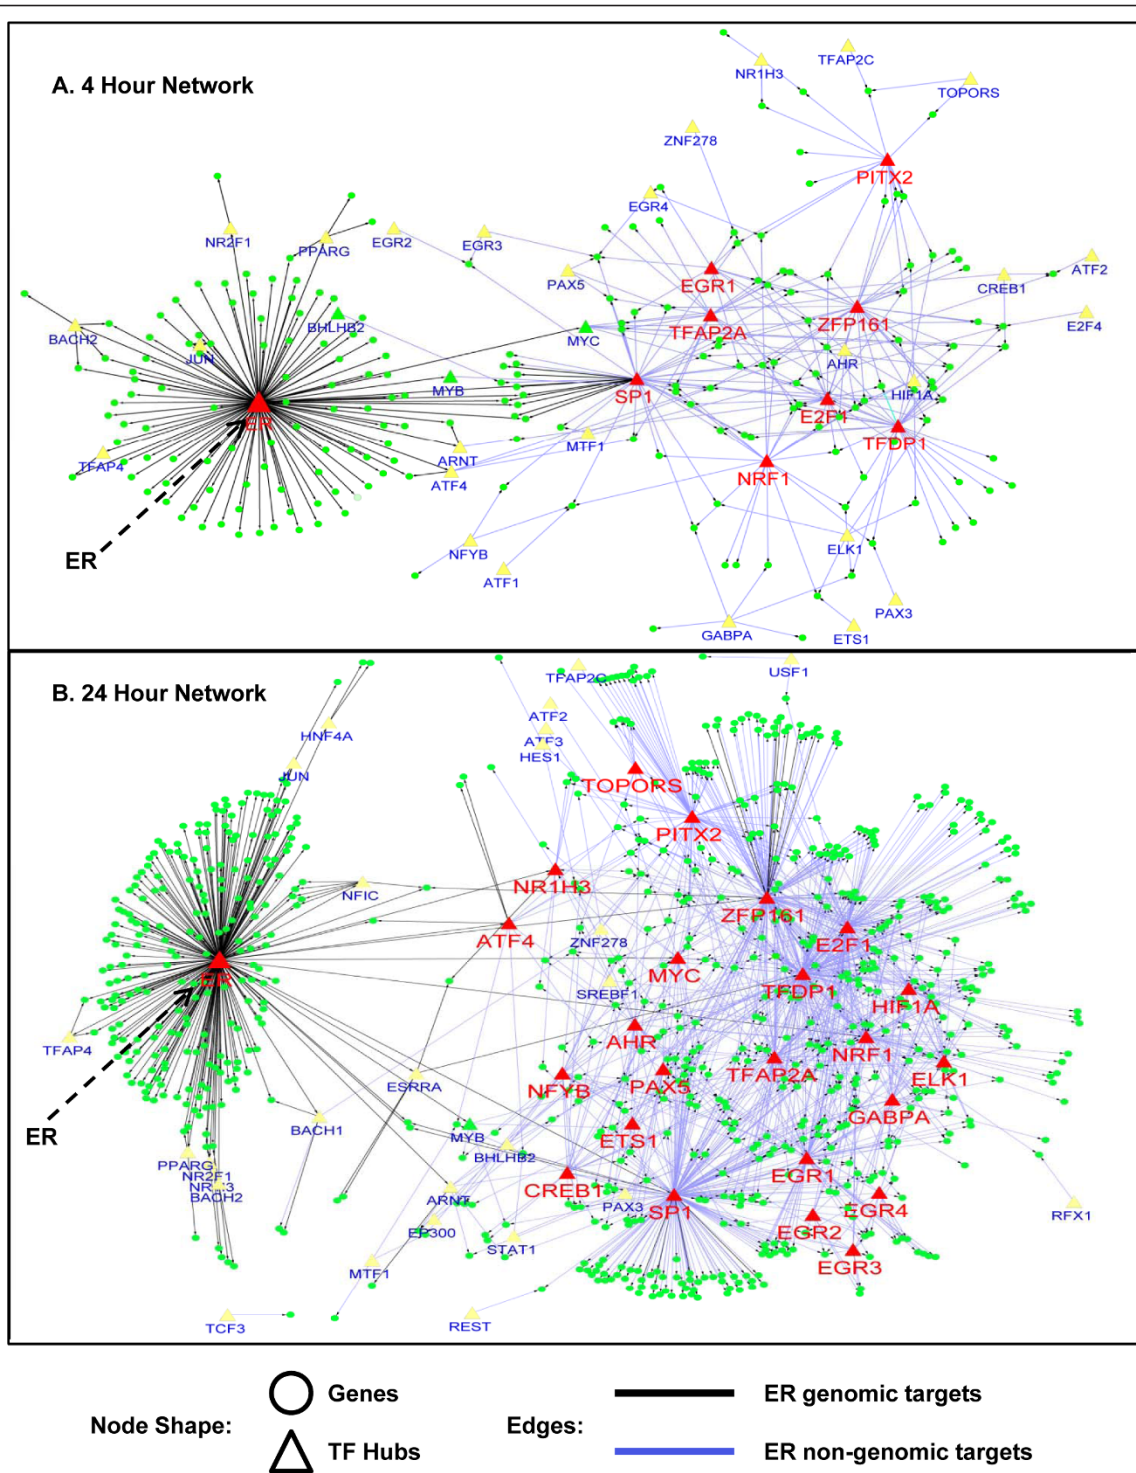 A. 4 Hour Network
TFAP2C
NR1H3
TOPORS
ZNF278
PITX2
EGR4
NR2F1
PPARG
EGR2
EGR3
ATF2
EGR1
PAX5
CREB1
BHLHB2
TFAP2A
ZFP161
E2F4
BACH2
JUN
MYC
AHR
MYB
SP1
HIF1A
E2F1
ER
TFDP1
MTF1
ARNT
TFAP4
ATF4
NRF1
ER
NFYB
ELK1
ATF1
PAX3
GABPA
ETS1
B. 24 Hour Network
TFAP2C
USF1
ATF2
HNF4A
ATF3
HES1
JUN
TOPORS
PITX2
NR1H3
NFIC
ZFP161
ATF4
ZNF278
E2F1
MYC
ER
TFDP1
SREBF1
HIF1A
AHR
NRF1
TFAP4
TFAP2A
ELK1
ESRRA
NFYB
PAX5
GABPA
BACH1
ER
MYB
ETS1
BHLHB2
PPARG
NR2F1
EGR1
CREB1
BACH2
ARNT
PAX3
SP1
EGR4
RFX1
EP300
EGR2
STAT1
EGR3
MTF1
TCF3
REST
Genes
ER genomic targets
Node Shape:
Edges:
TF Hubs
ER non-genomic targets